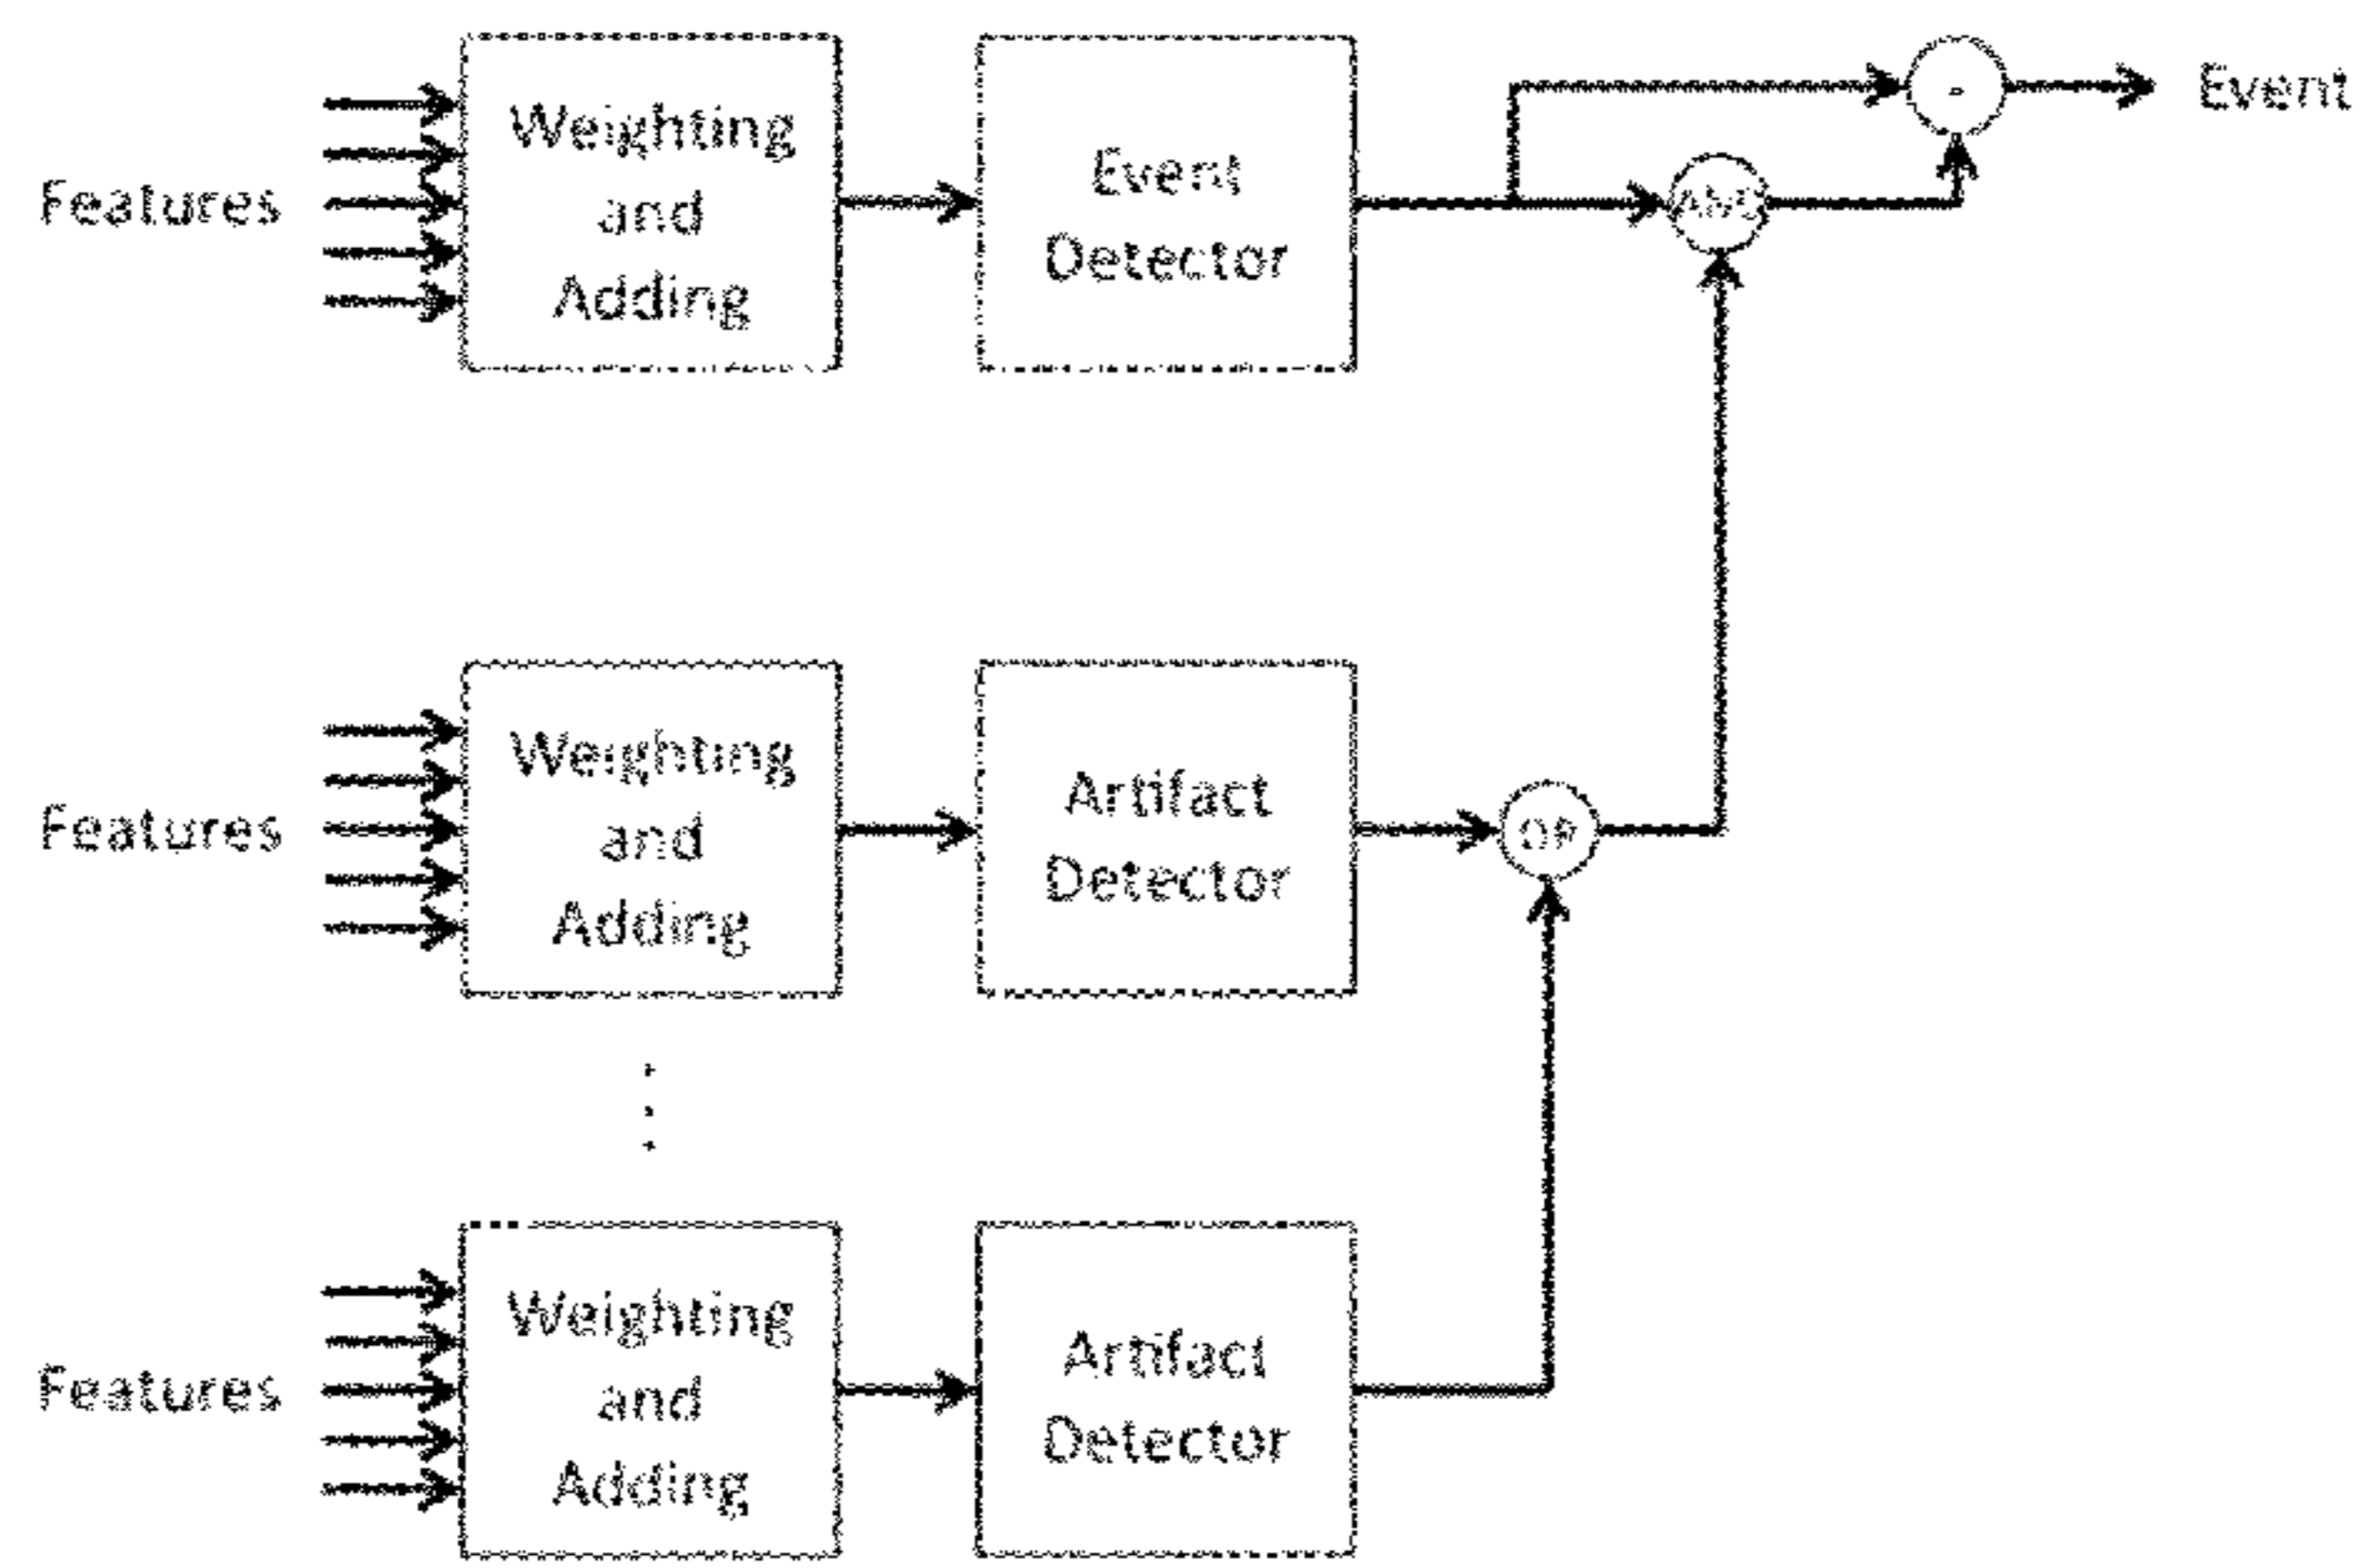 Features
Weighting
and
Adding
Event
Detector
AND
-
Event
Features
Weighting
and
Adding
Artifact
Detector
OR
Features
Weighting
and
Adding
Artifact
Detector